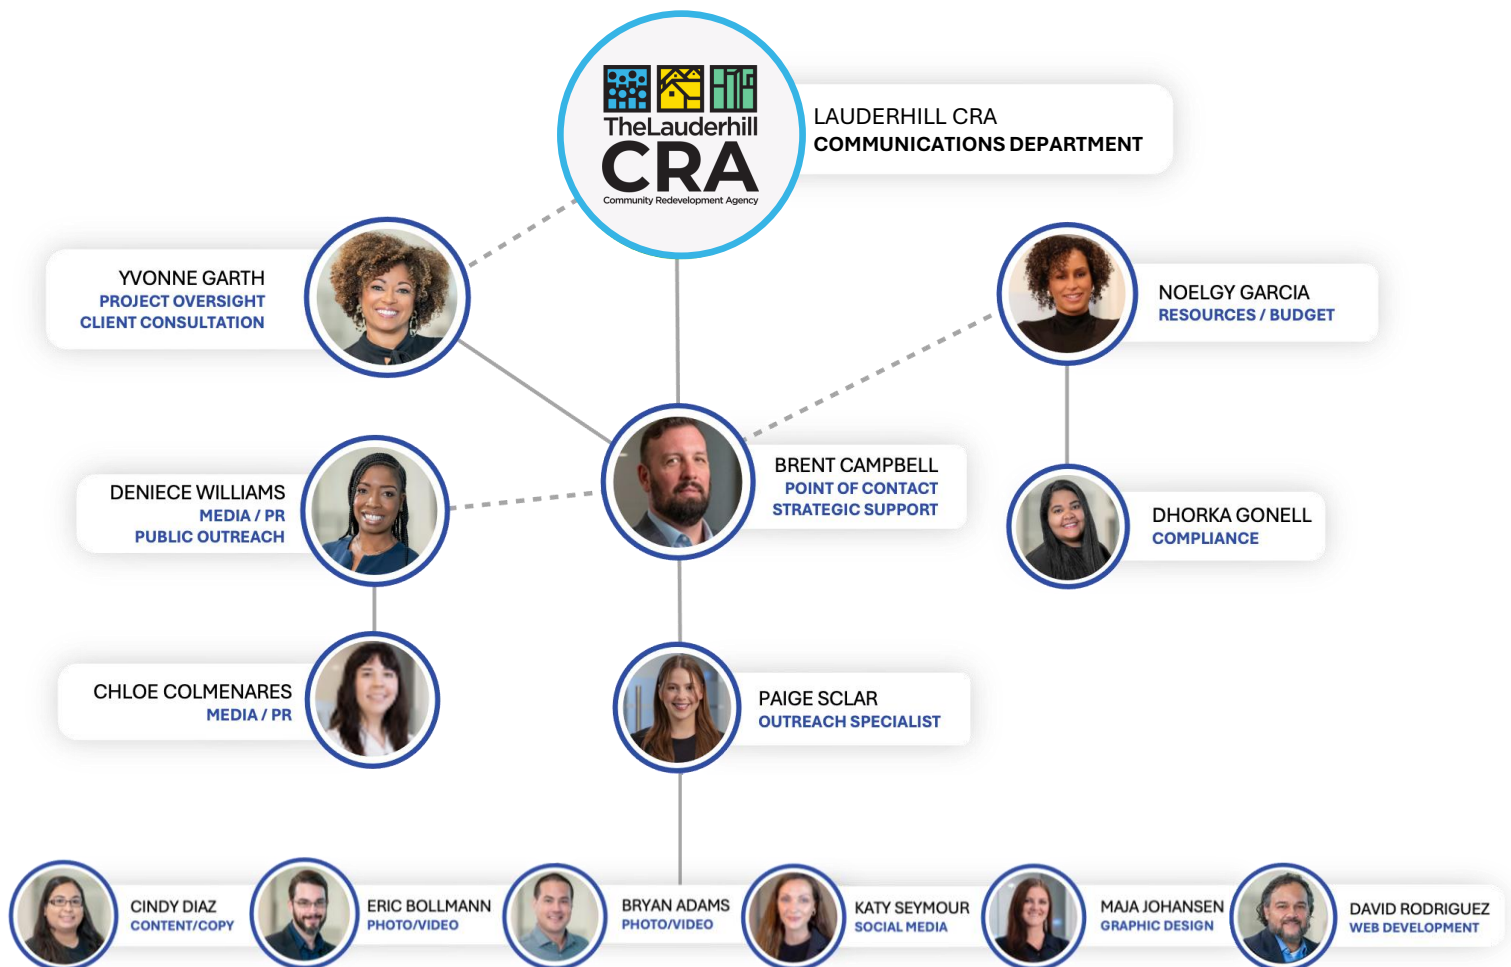 TheLauderhill
CRA
Community Redevelopment Agency
LAUDERHILL CRA
COMMUNICATIONS DEPARTMENT
YVONNE GARTH
PROJECT OVERSIGHT
CLIENT CONSULTATION
NOELGY GARCIA
RESOURCES / BUDGET
BRENT CAMPBELL
POINT OF CONTACT
STRATEGIC SUPPORT
DENIECE WILLIAMS
MEDIA / PR
PUBLIC OUTREACH
DHORKA GONELL
COMPLIANCE
CHLOE COLMENARES
MEDIA / PR
PAIGE SCLAR
OUTREACH SPECIALIST
CINDY DIAZ
CONTENT/COPY
ERIC BOLLMANN
PHOTO/VIDEO
BRYAN ADAMS
PHOTO/VIDEO
KATY SEYMOUR
SOCIAL MEDIA
MAJA JOHANSEN
GRAPHIC DESIGN
DAVID RODRIGUEZ
WEB DEVELOPMENT